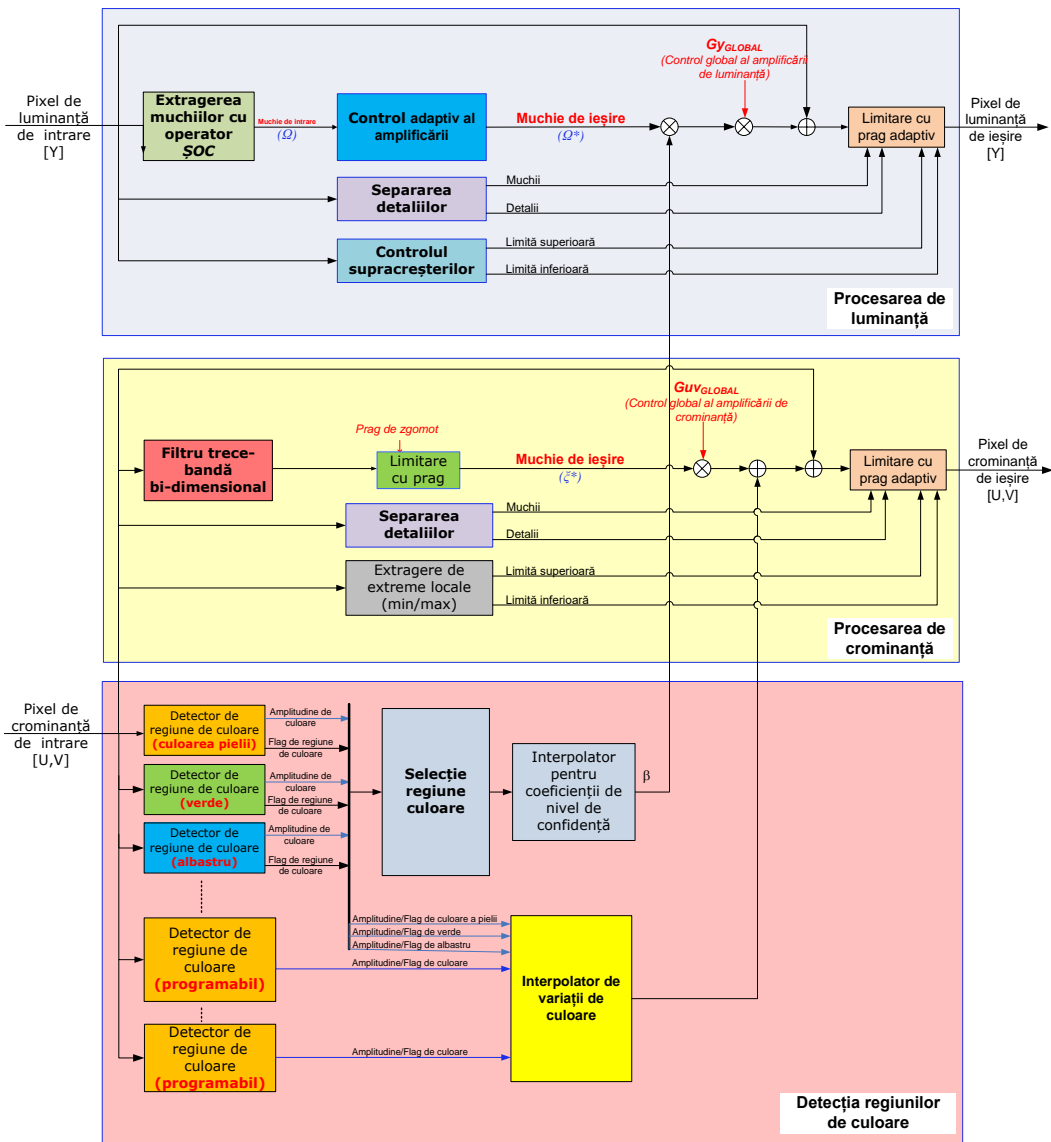 Pixel de
luminanță
de intrare
[Y]
Extragerea
muchiilor cu
operator
ȘOC
Muchie de intrare
(Ω)
Control adaptiv al
amplificării
Muchie de ieșire
(Ω*)
Gy_GLOBAL
(Control global al amplificării
de luminanță)
Limitare cu
prag adaptiv
Pixel de
luminanță
de ieșire
[Y]
Separarea
detaliilor
Muchii
Detalii
Controlul
supracreșterilor
Limită superioară
Limită inferioară
Procesarea de
luminanță
Filtru trece-
bandă
bi-dimensional
Prag de zgomot
Limitare
cu prag
Muchie de ieșire
(ξ*)
Guv_GLOBAL
(Control global al amplificării de
crominanță)
Limitare cu
prag adaptiv
Pixel de
crominanță
de ieșire
[U,V]
Separarea
detaliilor
Muchii
Detalii
Extragere de
extreme locale
(min/max)
Limită superioară
Limită inferioară
Procesarea de
crominanță
Pixel de
crominanță
de intrare
[U,V]
Detector de
regiune de culoare
(culoarea pielii)
Amplitudine de
culoare
Flag de regiune
de culoare
Detector de
regiune de culoare
(verde)
Amplitudine de
culoare
Flag de regiune
de culoare
Detector de
regiune de culoare
(albastru)
Amplitudine de
culoare
Flag de regiune
de culoare
Selecție
regiune
culoare
Interpolator
pentru
coeficienții de
nivel de
confidență
β
Detector de
regiune de
culoare
(programabil)
Amplitudine/Flag de culoare a pielii
Amplitudine/Flag de verde
Amplitudine/Flag de albastru
Amplitudine/Flag de culoare
Interpolator de
variații de
culoare
Detector de
regiune de
culoare
(programabil)
Amplitudine/Flag de culoare
Detecția regiunilor
de culoare